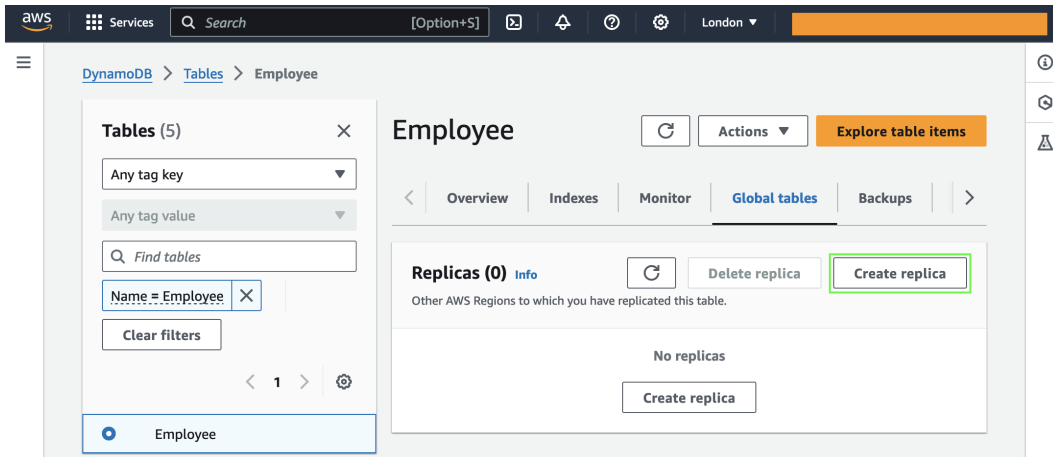 aws Services Search [Option+S] London
DynamoDB Tables Employee
Tables (5)
Any tag key
Any tag value
Find tables
Name = Employee
Clear filters
1
Employee
Employee
Actions
Explore table items
Overview Indexes Monitor Global tables Backups
Replicas (0) Info
Delete replica
Create replica
Other AWS Regions to which you have replicated this table.
No replicas
Create replica